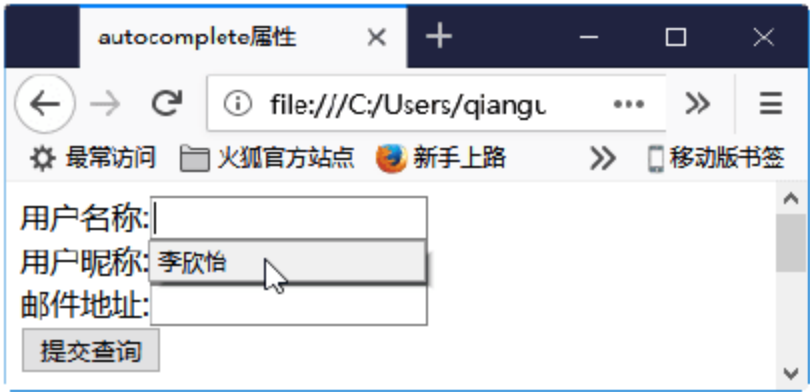 autocomplete属性
file:///C:/Users/qiangu
最常访问 火狐官方站点 新手上路 移动版书签
用户名称:
用户昵称: 李欣怡
邮件地址:
提交查询